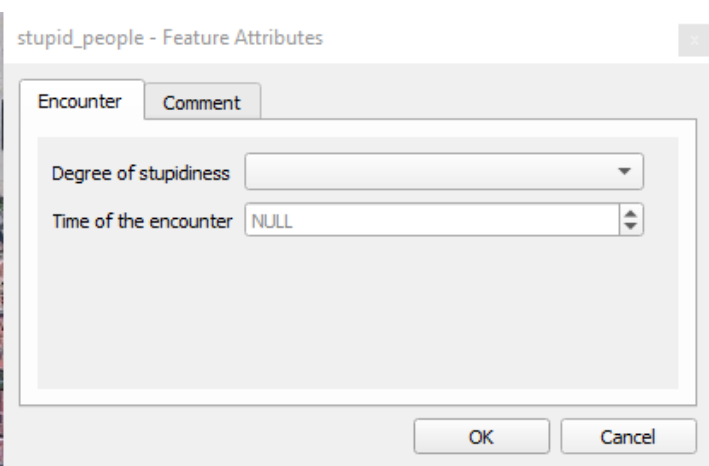 stupid_people - Feature Attributes
x
Encounter Comment
Degree of stupidiness
Time of the encounter NULL
OK Cancel